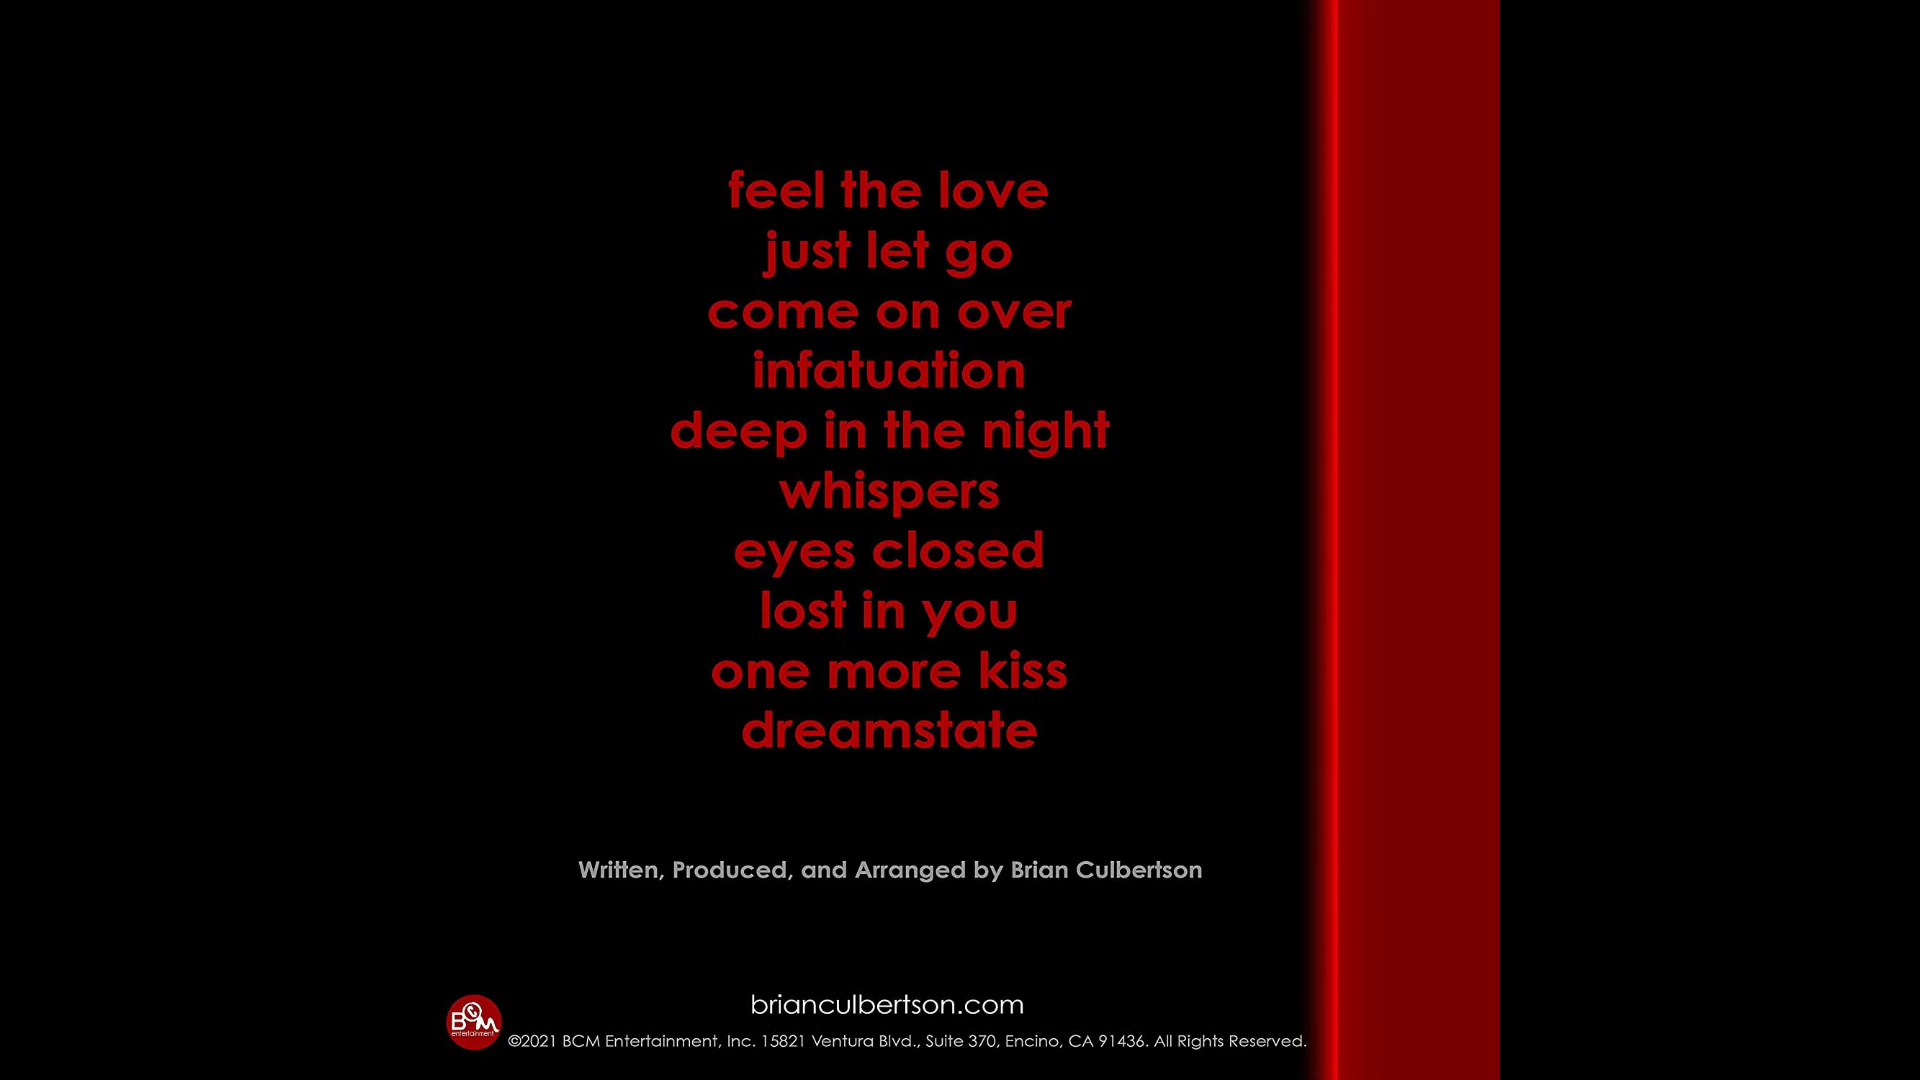 feel the love
just let go
come on over
infatuation
deep in the night
whispers
eyes closed
lost in you
one more kiss
dreamstate
Written, Produced, and Arranged by Brian Culbertson
brianculbertson.com
BCM
entertainment
©2021 BCM Entertainment, Inc. 15821 Ventura Blvd., Suite 370, Encino, CA 91436. All Rights Reserved.